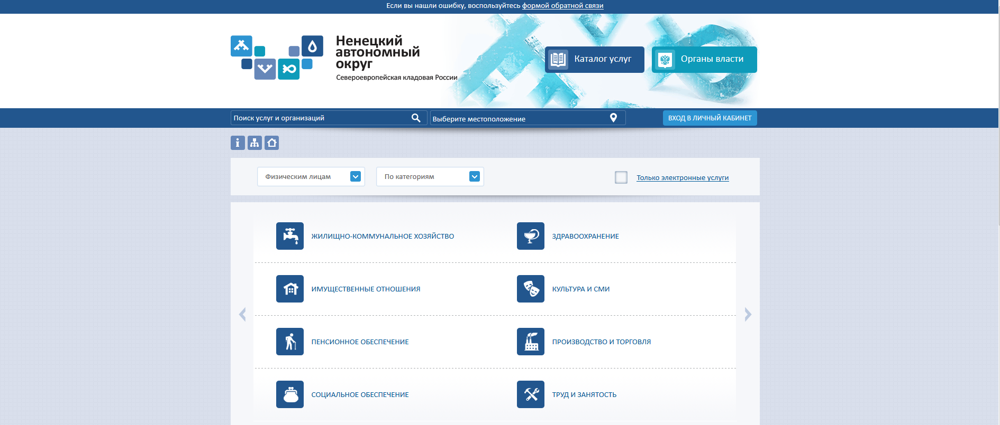 Если вы нашли ошибку, воспользуйтесь формой обратной связи
Ненецкий
автономный
округ
Североевропейская кладовая России
Каталог услуг
Органы власти
Поиск услуг и организаций
Выберите местоположение
ВХОД В ЛИЧНЫЙ КАБИНЕТ
Физическим лицам
По категориям
Только электронные услуги
ЖИЛИЩНО-КОММУНАЛЬНОЕ ХОЗЯЙСТВО
ЗДРАВООХРАНЕНИЕ
ИМУЩЕСТВЕННЫЕ ОТНОШЕНИЯ
КУЛЬТУРА И СМИ
ПЕНСИОННОЕ ОБЕСПЕЧЕНИЕ
ПРОИЗВОДСТВО И ТОРГОВЛЯ
СОЦИАЛЬНОЕ ОБЕСПЕЧЕНИЕ
ТРУД И ЗАНЯТОСТЬ